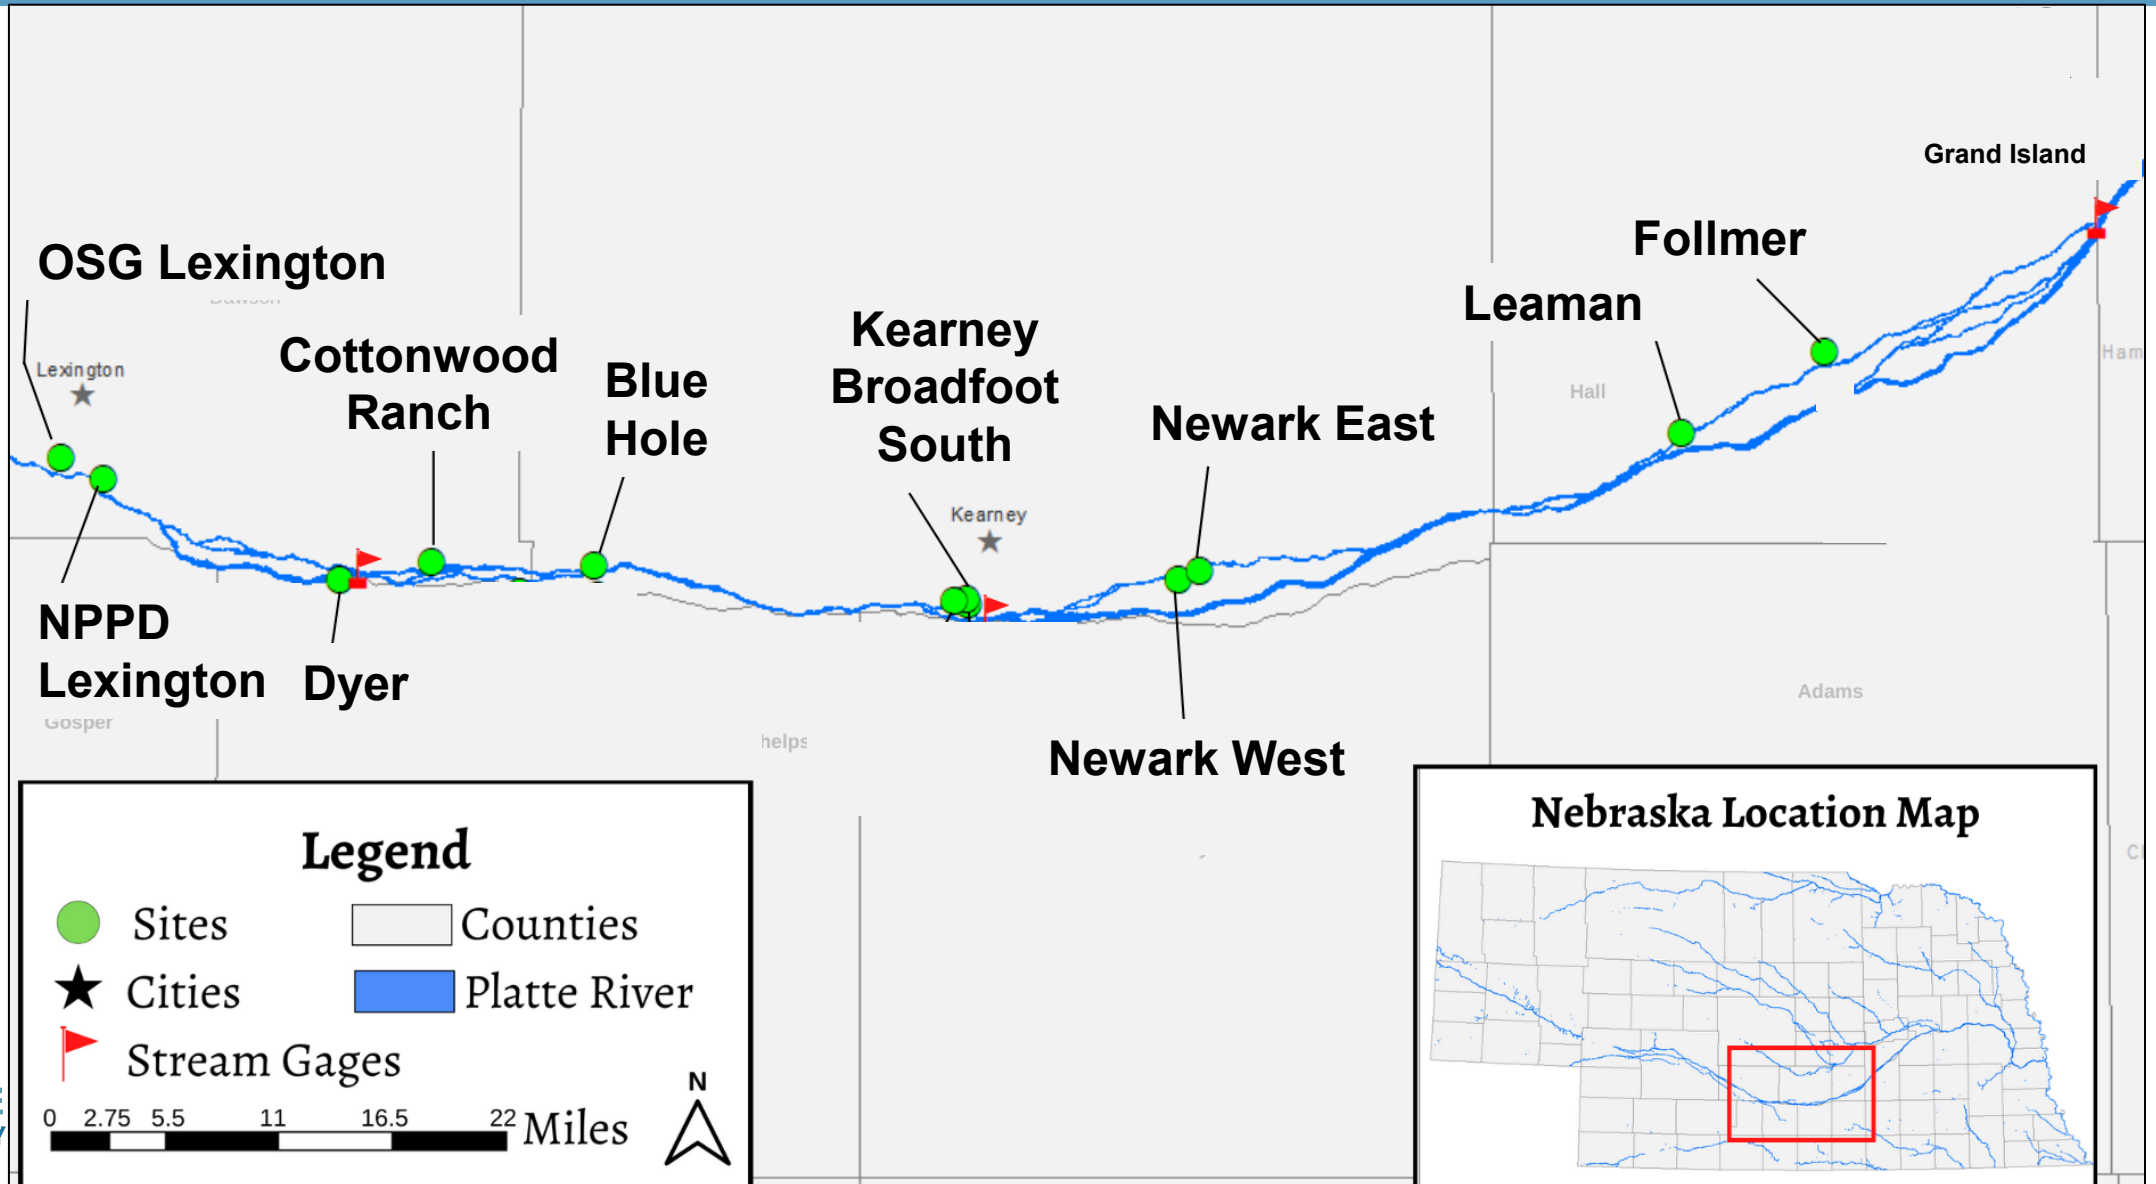 Grand Island
Follmer
OSG Lexington
Leaman
Dawson
Kearney
Broadfoot
South
Cottonwood
Ranch
Blue
Hole
Lexington
Newark East
Hall
Ham
Kearney
NPPD
Lexington
Dyer
Adams
Gosper
helps
Newark West
Legend
Sites
Counties
Cities
Platte River
Stream Gages
N
0 2.75 5.5 11 16.5 22 Miles
Nebraska Location Map